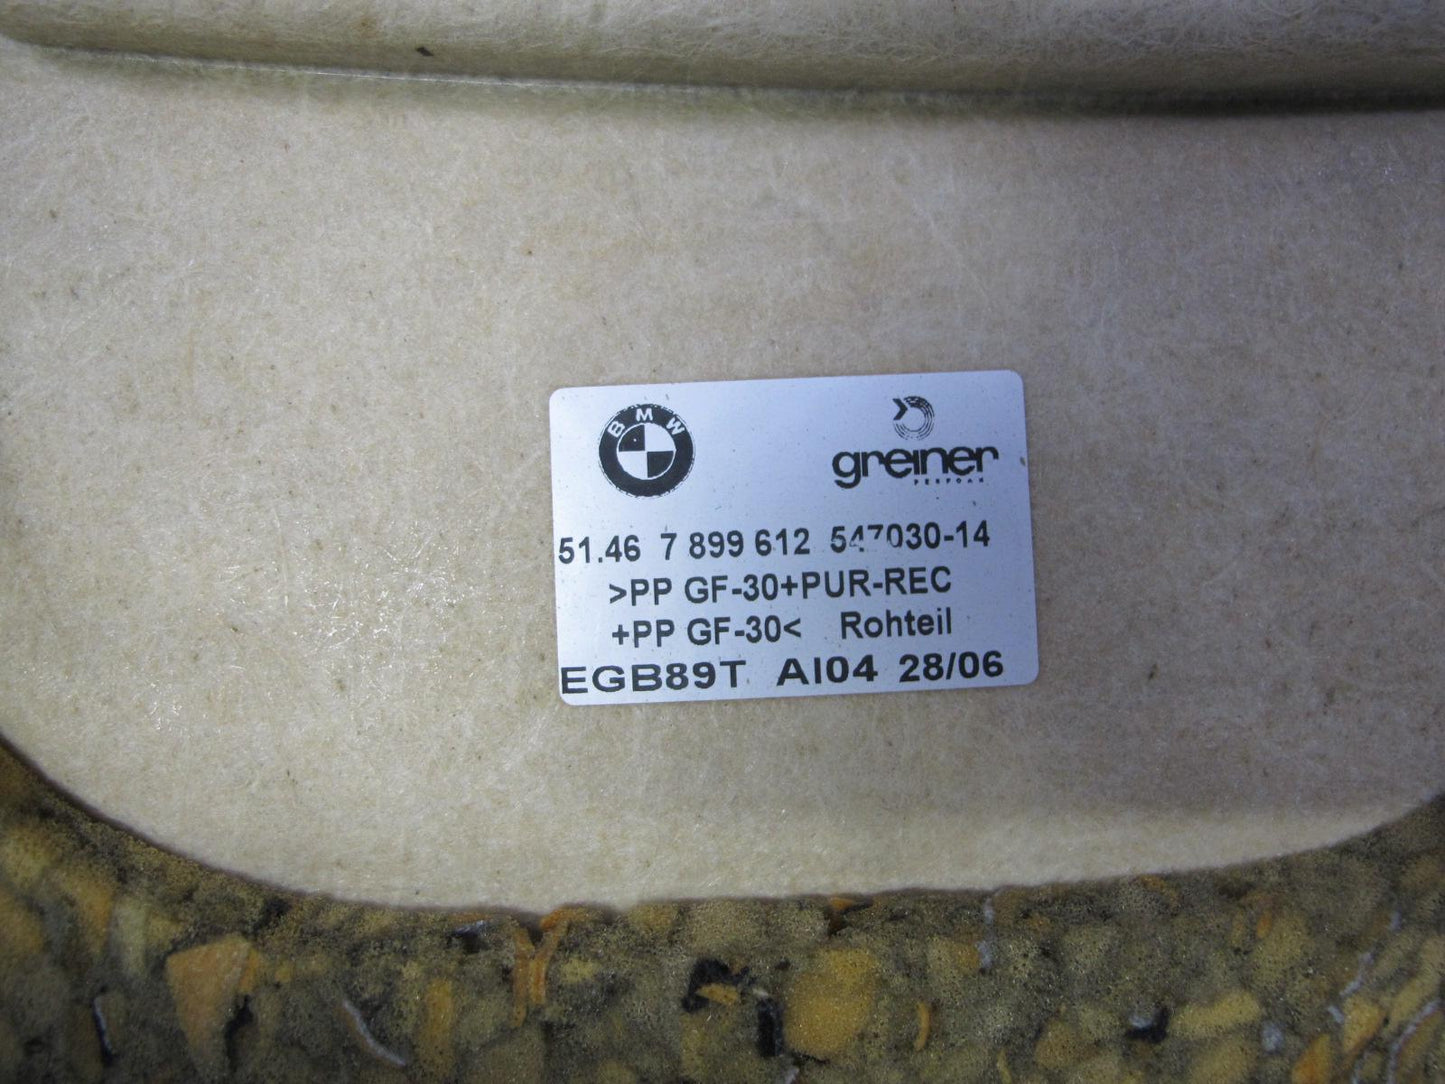 BMW
greiner
PERFOAM
51.46 7 899 612 547030-14
>PP GF-30+PUR-REC
+PP GF-30< Rohteil
EGB89T AI04 28/06